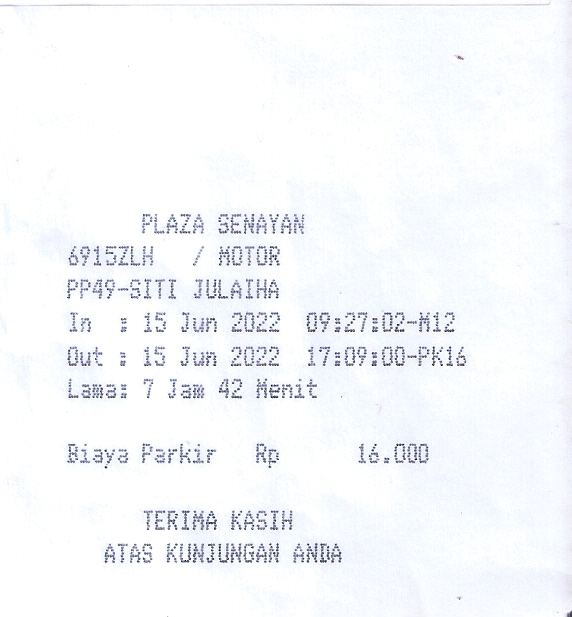 PLAZA SENAYAN
6915ZLH / MOTOR
PP49-SITI JULAIHA
In : 15 Jun 2022 09:27:02-M12
Out : 15 Jun 2022 17:09:00-PK16
Lama: 7 Jam 42 Menit
Biaya Parkir Rp 16.000
TERIMA KASIH
ATAS KUNJUNGAN ANDA